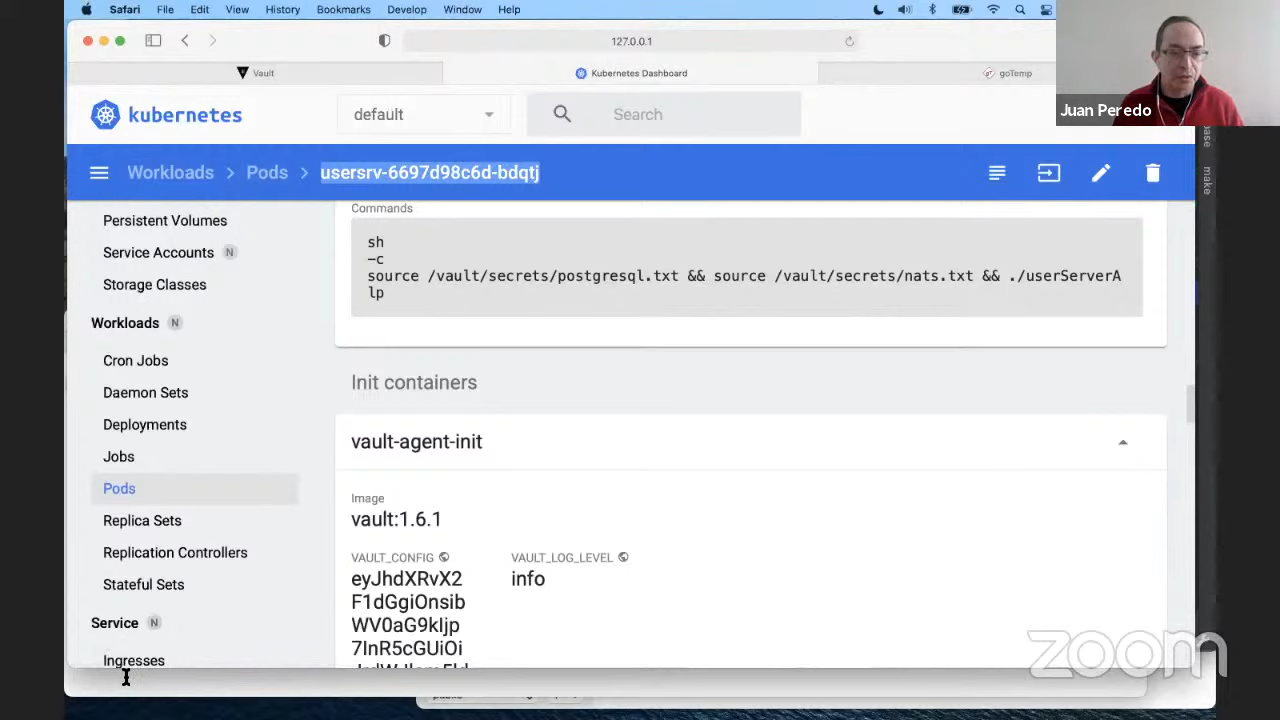 Safari File Edit View History Bookmarks Develop Window Help
127.0.0.1
Vault
Kubernetes Dashboard
goTemp
Juan Peredo
kubernetes
default
Search
Workloads > Pods > usersrv-6697d98c6d-bdqtj
make
Persistent Volumes
Service Accounts N
Storage Classes
Workloads N
Cron Jobs
Daemon Sets
Deployments
Jobs
Pods
Replica Sets
Replication Controllers
Stateful Sets
Service N
Ingresses
Commands
sh
-c
source /vault/secrets/postgresql.txt && source /vault/secrets/nats.txt && ./userServerA
lp
Init containers
vault-agent-init
Image
vault:1.6.1
VAULT_CONFIG
eyJhdXRvX2
F1dGgiOnsib
WV0aG9kIjp
7InR5cGUiOi
VAULT_LOG_LEVEL
info
zoom